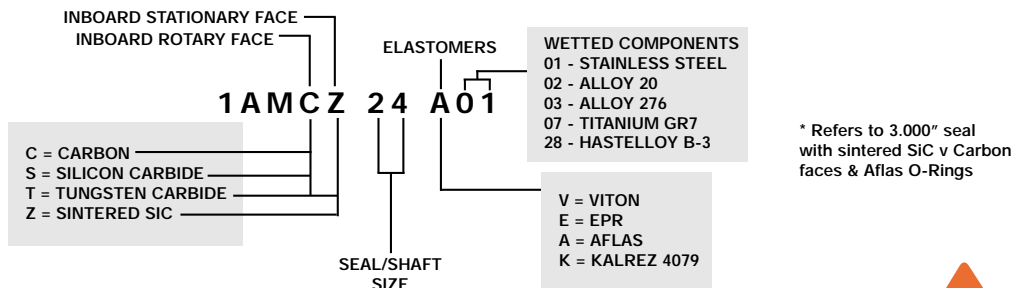 INBOARD STATIONARY FACE
INBOARD ROTARY FACE
ELASTOMERS
WETTED COMPONENTS
01 - STAINLESS STEEL
02 - ALLOY 20
03 - ALLOY 276
07 - TITANIUM GR7
28 - HASTELLOY B-3
1AMCZ 24 A01
* Refers to 3.000" seal
with sintered SiC v Carbon
faces & Aflas O-Rings
C = CARBON
S = SILICON CARBIDE
T = TUNGSTEN CARBIDE
Z = SINTERED SIC
V = VITON
E = EPR
A = AFLAS
K = KALREZ 4079
SEAL/SHAFT
SIZE